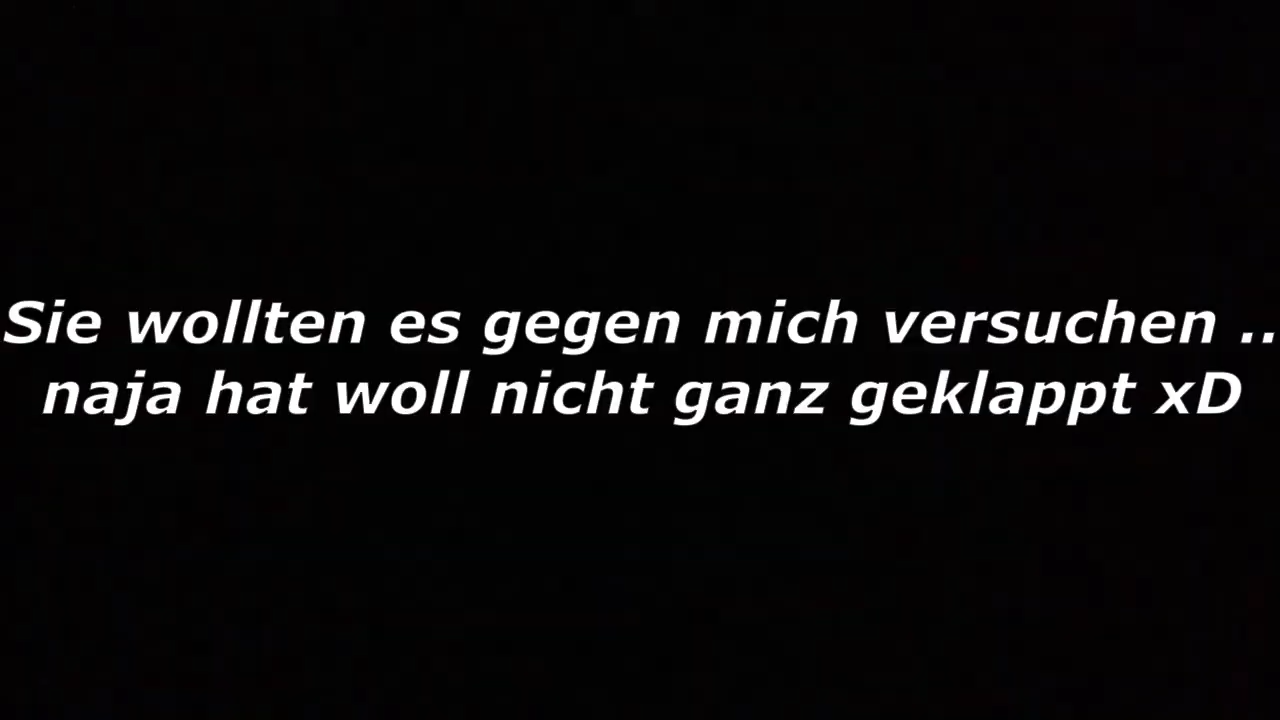 Sie wollten es gegen mich versuchen ..
naja hat woll nicht ganz geklappt xD